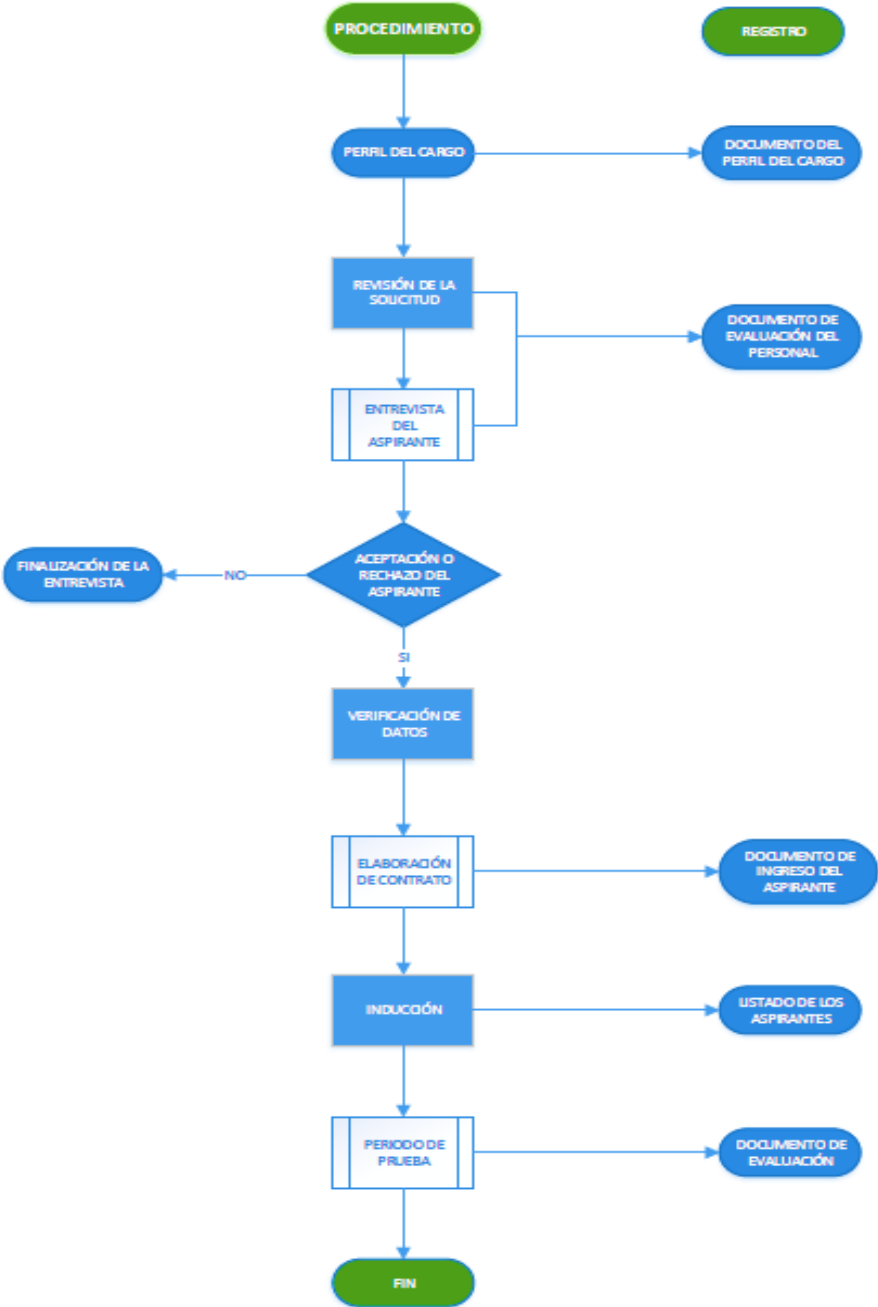 PROCEDIMIENTO
REGISTRO
PERFIL DEL CARGO
DOCUMENTO DEL
PERFIL DEL CARGO
REVISIÓN DE LA
SOLICITUD
DOCUMENTO DE
EVALUACIÓN DEL
PERSONAL
ENTREVISTA
DEL
ASPIRANTE
ACEPTACIÓN O
RECHAZO DEL
ASPIRANTE
NO
FINALIZACIÓN DE LA
ENTREVISTA
SI
VERIFICACIÓN DE
DATOS
ELABORACIÓN
DE CONTRATO
DOCUMENTO DE
INGRESO DEL
ASPIRANTE
INDUCCIÓN
LISTADO DE LOS
ASPIRANTES
PERIODO DE
PRUEBA
DOCUMENTO DE
EVALUACIÓN
FIN